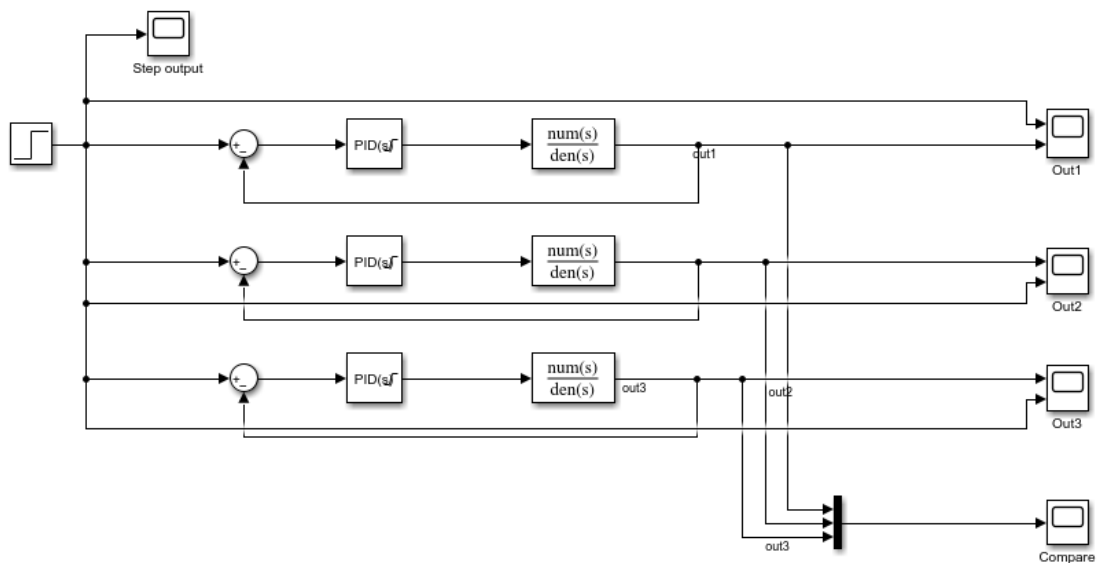 Step output
+
−
PID(s)
num(s)
den(s)
out1
Out1
+
−
PID(s)
num(s)
den(s)
Out2
+
−
PID(s)
num(s)
den(s)
out3
out2
Out3
out3
Compare